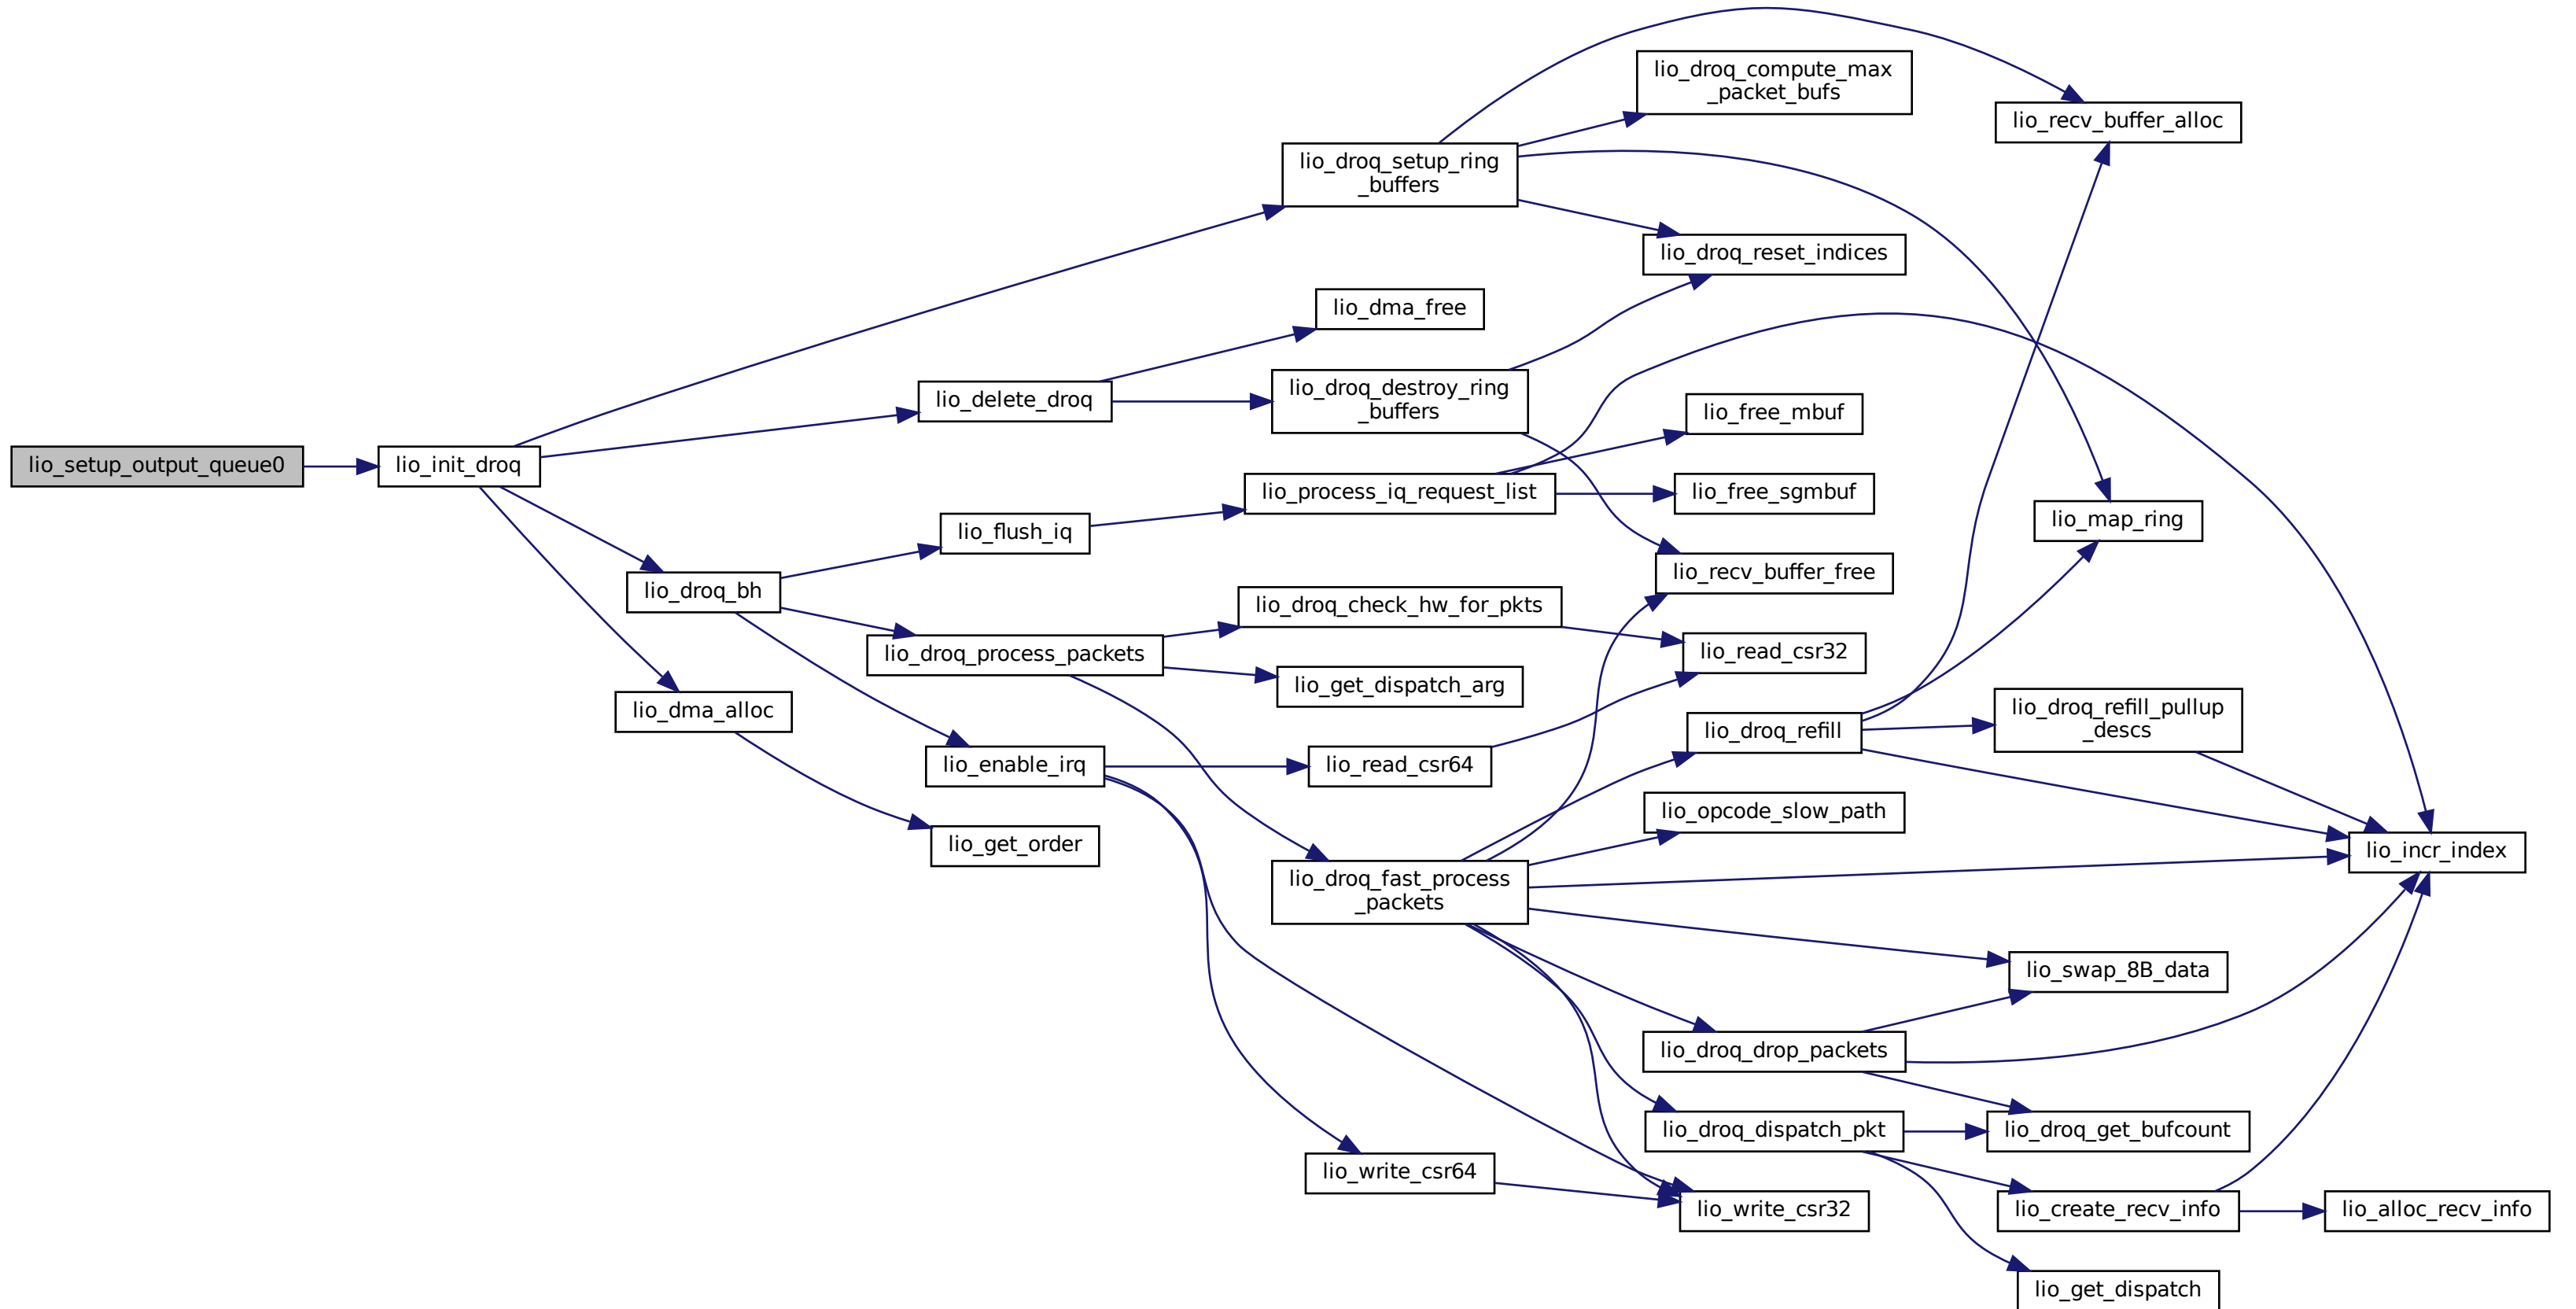 lio_setup_output_queue0
lio_init_droq
lio_droq_setup_ring
_buffers
lio_delete_droq
lio_droq_bh
lio_dma_alloc
lio_droq_compute_max
_packet_bufs
lio_recv_buffer_alloc
lio_droq_reset_indices
lio_dma_free
lio_droq_destroy_ring
_buffers
lio_free_mbuf
lio_process_iq_request_list
lio_free_sgmbuf
lio_map_ring
lio_flush_iq
lio_recv_buffer_free
lio_droq_check_hw_for_pkts
lio_droq_process_packets
lio_read_csr32
lio_get_dispatch_arg
lio_droq_refill
lio_droq_refill_pullup
_descs
lio_enable_irq
lio_read_csr64
lio_get_order
lio_opcode_slow_path
lio_incr_index
lio_droq_fast_process
_packets
lio_swap_8B_data
lio_droq_drop_packets
lio_droq_dispatch_pkt
lio_droq_get_bufcount
lio_write_csr64
lio_write_csr32
lio_create_recv_info
lio_alloc_recv_info
lio_get_dispatch